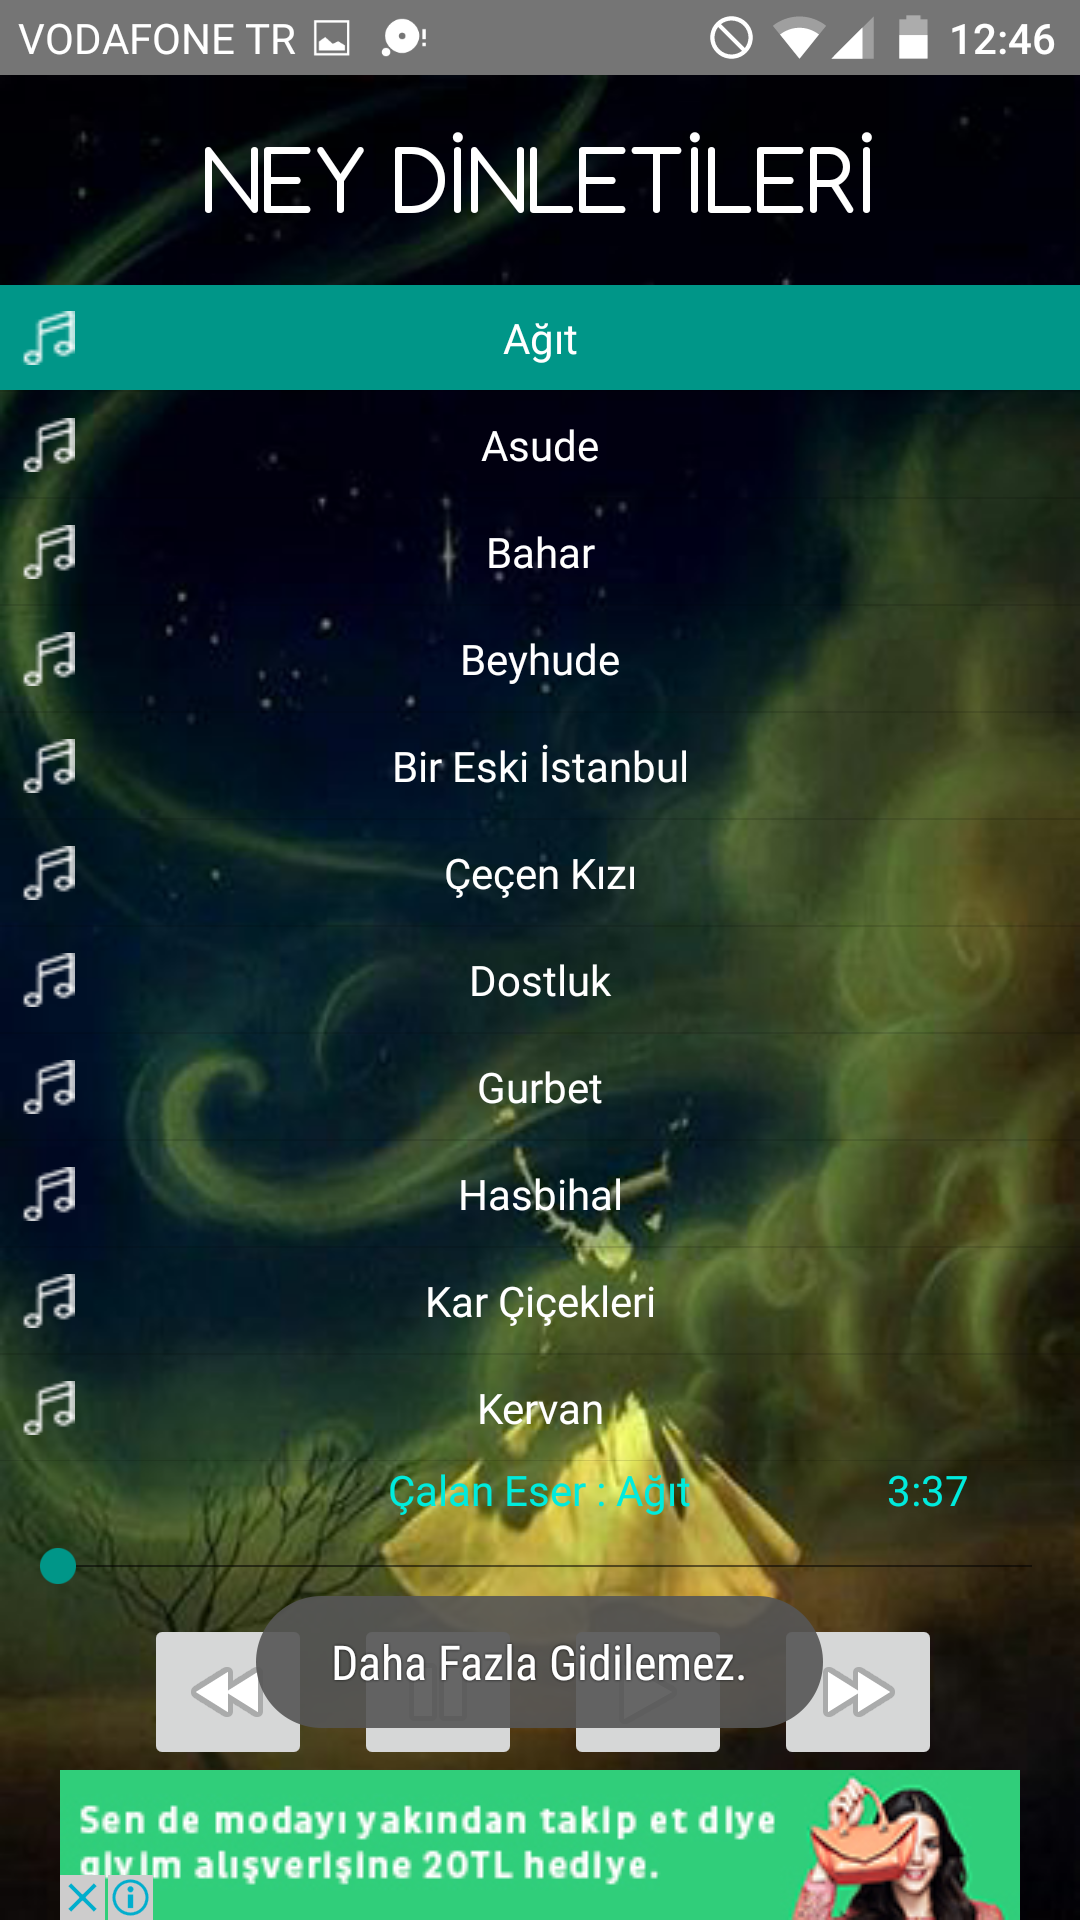 VODAFONE TR 12:46
NEY DİNLETİLERİ
Ağıt
Asude
Bahar
Beyhude
Bir Eski İstanbul
Çeçen Kızı
Dostluk
Gurbet
Hasbihal
Kar Çiçekleri
Kervan
Çalan Eser : Ağıt 3:37
Daha Fazla Gidilemez.
Sen de modayı yakından takip et diye
giyim alışverişine 20TL hediye.